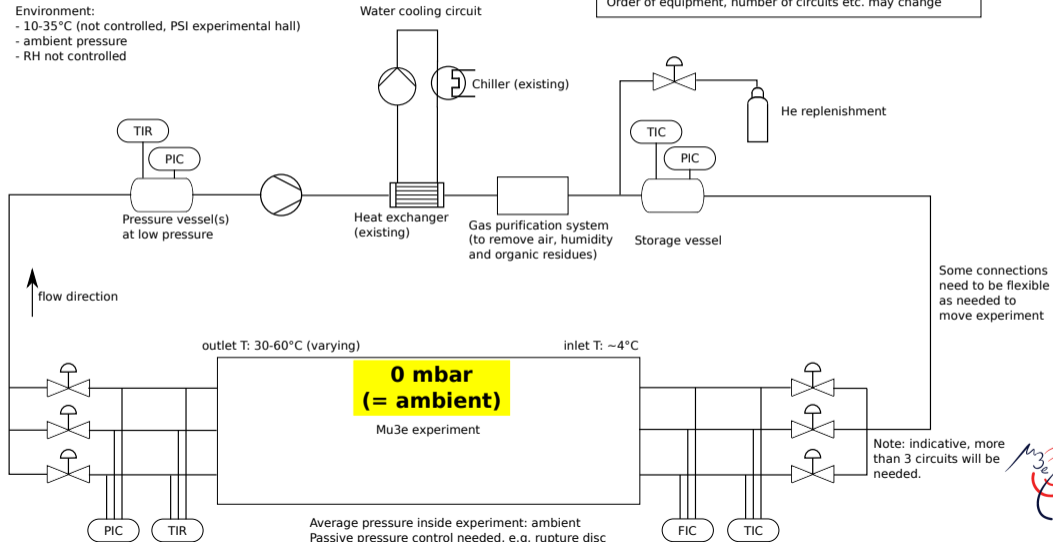 Order of equipment, number of circuits etc. may change
Environment:
- 10-35°C (not controlled, PSI experimental hall)
- ambient pressure
- RH not controlled
Water cooling circuit
Chiller (existing)
He replenishment
TIR
PIC
TIC
PIC
Pressure vessel(s)
at low pressure
Heat exchanger
(existing)
Gas purification system
(to remove air, humidity
and organic residues)
Storage vessel
Some connections
need to be flexible
as needed to
move experiment
flow direction
outlet T: 30-60°C (varying)
inlet T: ~4°C
0 mbar
(= ambient)
Mu3e experiment
Note: indicative, more
than 3 circuits will be
needed.
Mu3e
PIC
TIR
FIC
TIC
Average pressure inside experiment: ambient
Passive pressure control needed, e.g. rupture disc